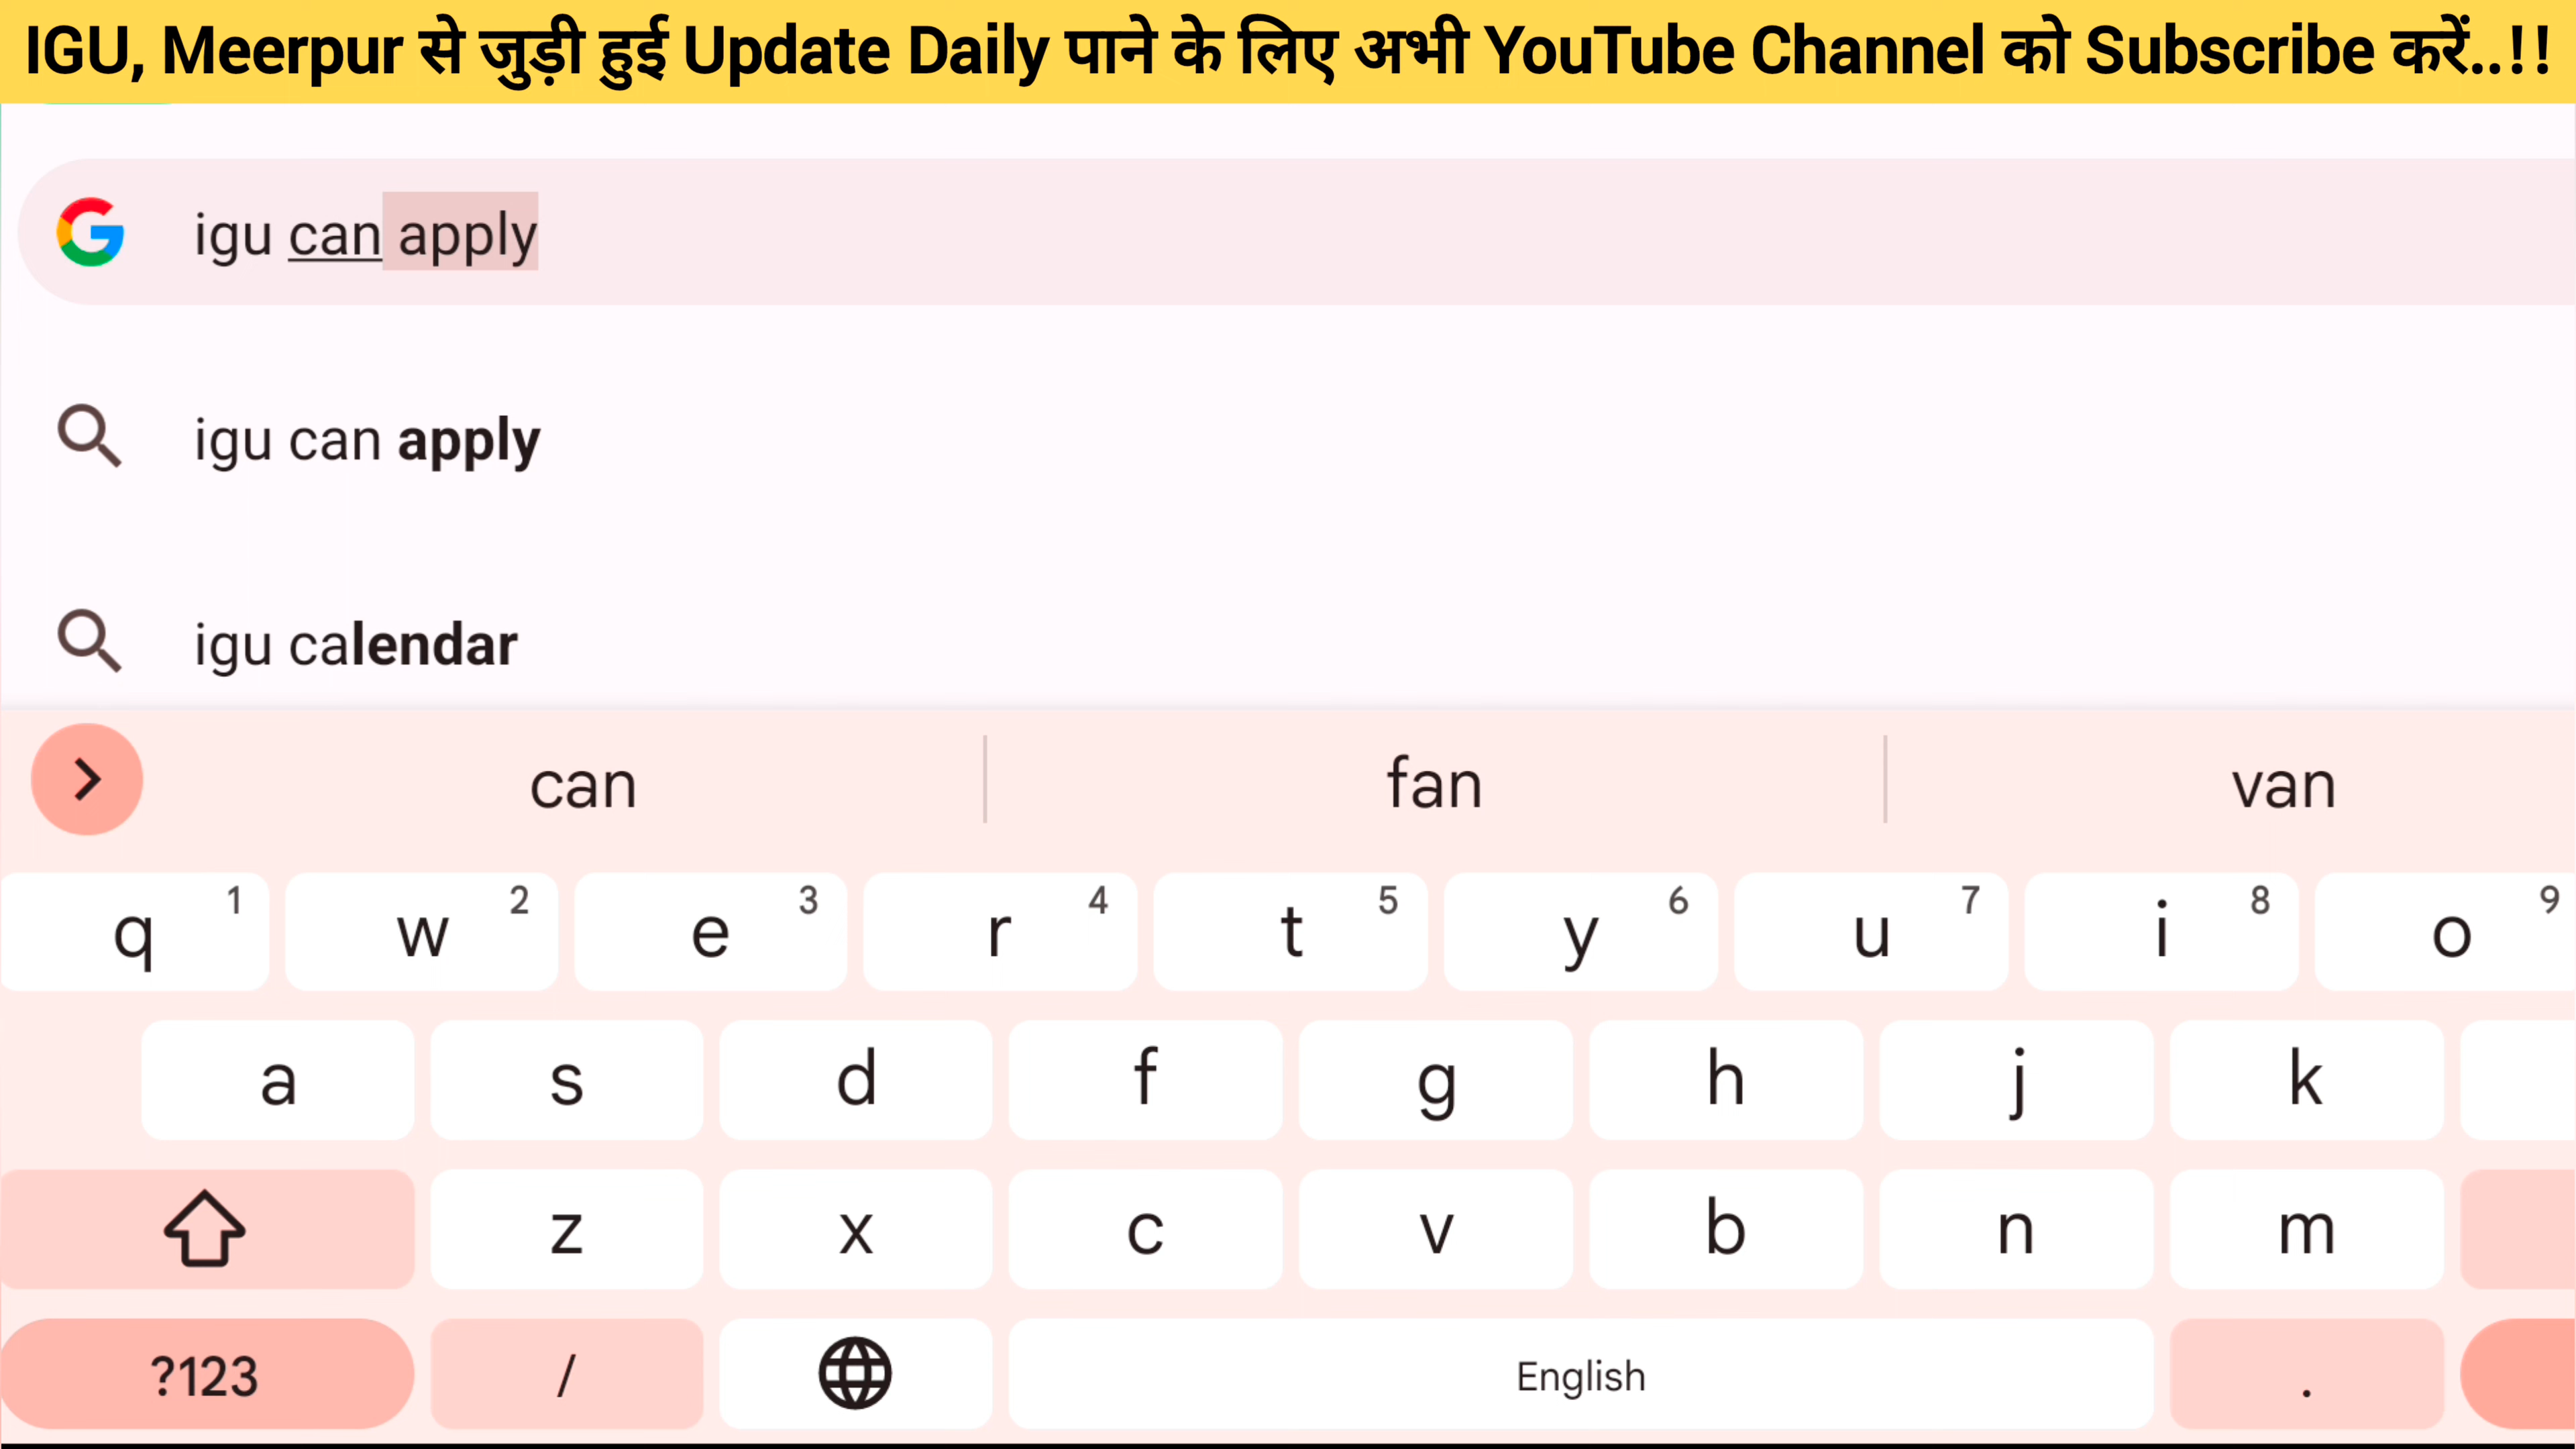 IGU, Meerpur से जुड़ी हुई Update Daily पाने के लिए अभी YouTube Channel को Subscribe करें..!!
igu can apply
igu can apply
igu calendar
can fan van
q 1 w 2 e 3 r 4 t 5 y 6 u 7 i 8 o 9
a s d f g h j k
z x c v b n m
?123 / English .